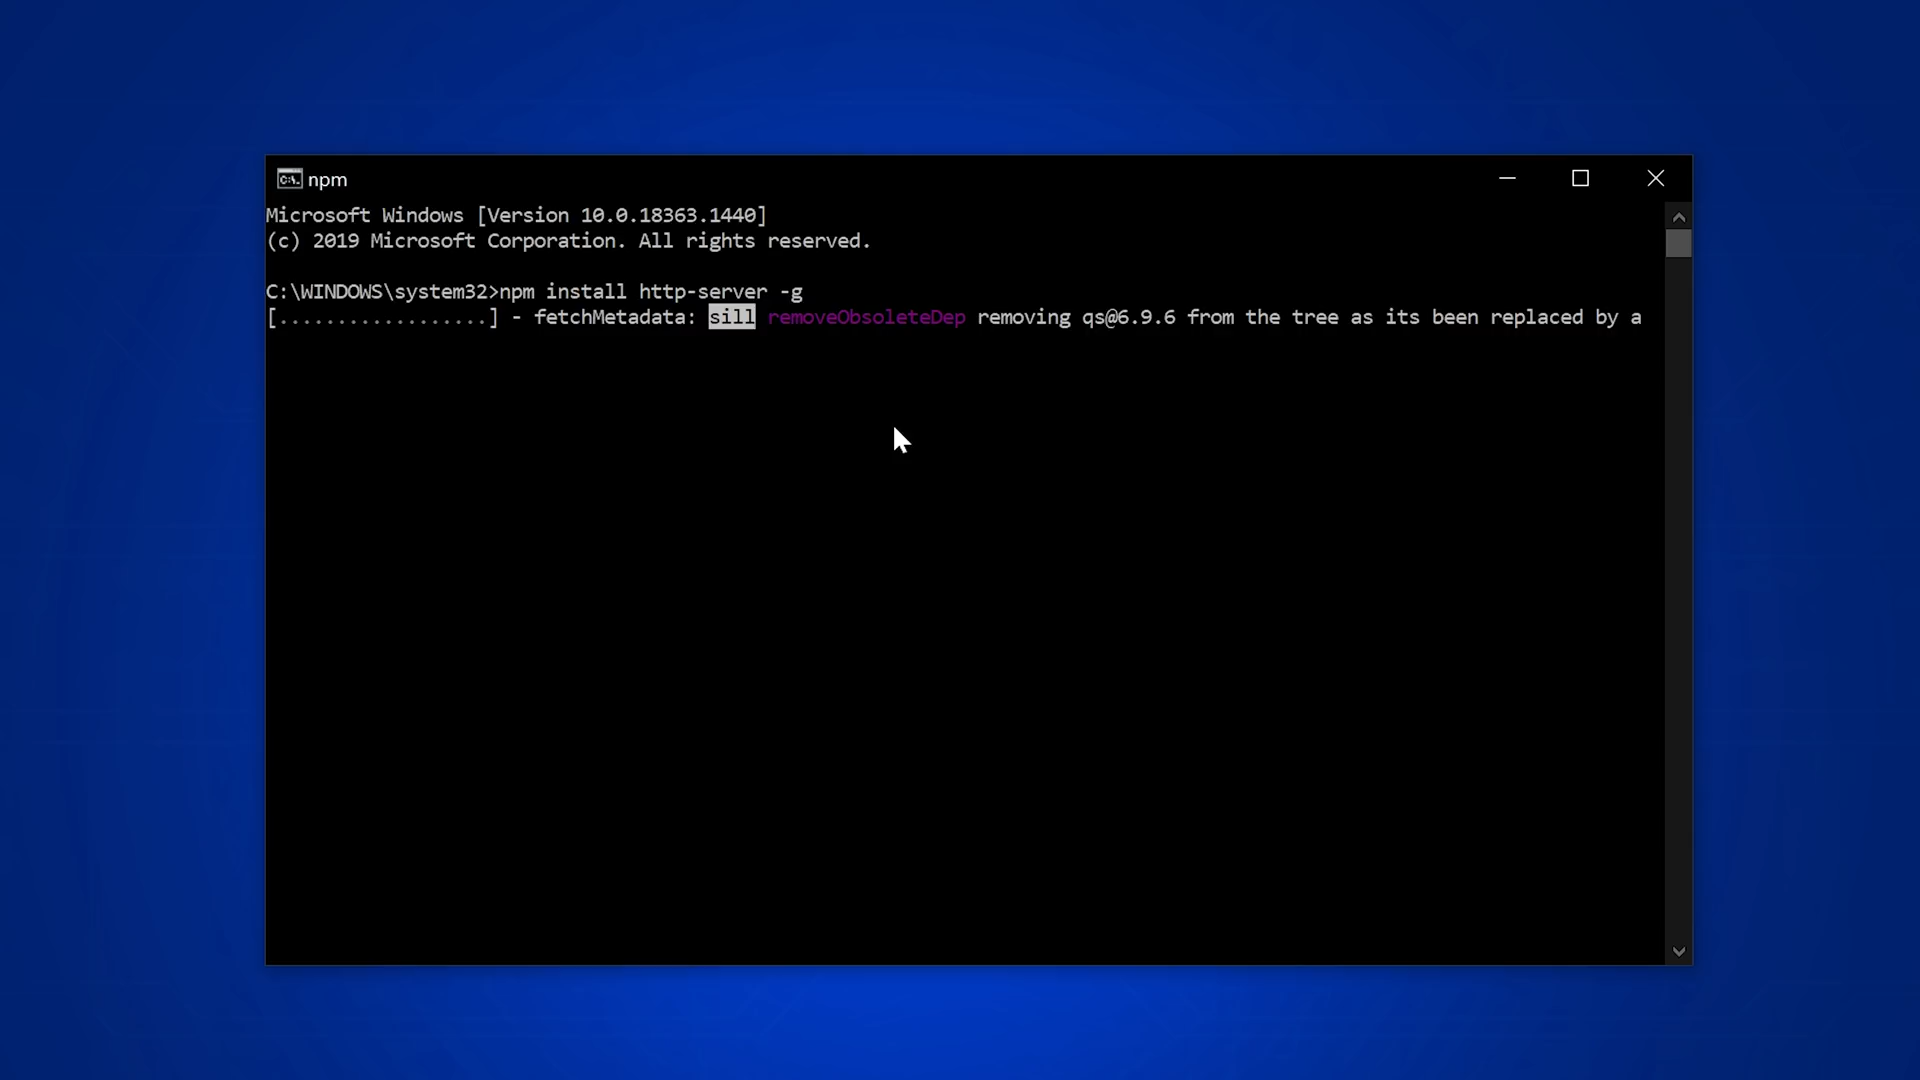 npm
Microsoft Windows [Version 10.0.18363.1440]
(c) 2019 Microsoft Corporation. All rights reserved.
C:\WINDOWS\system32>npm install http-server -g
[..................] - fetchMetadata: sill removeObsoleteDep removing qs@6.9.6 from the tree as its been replaced by a